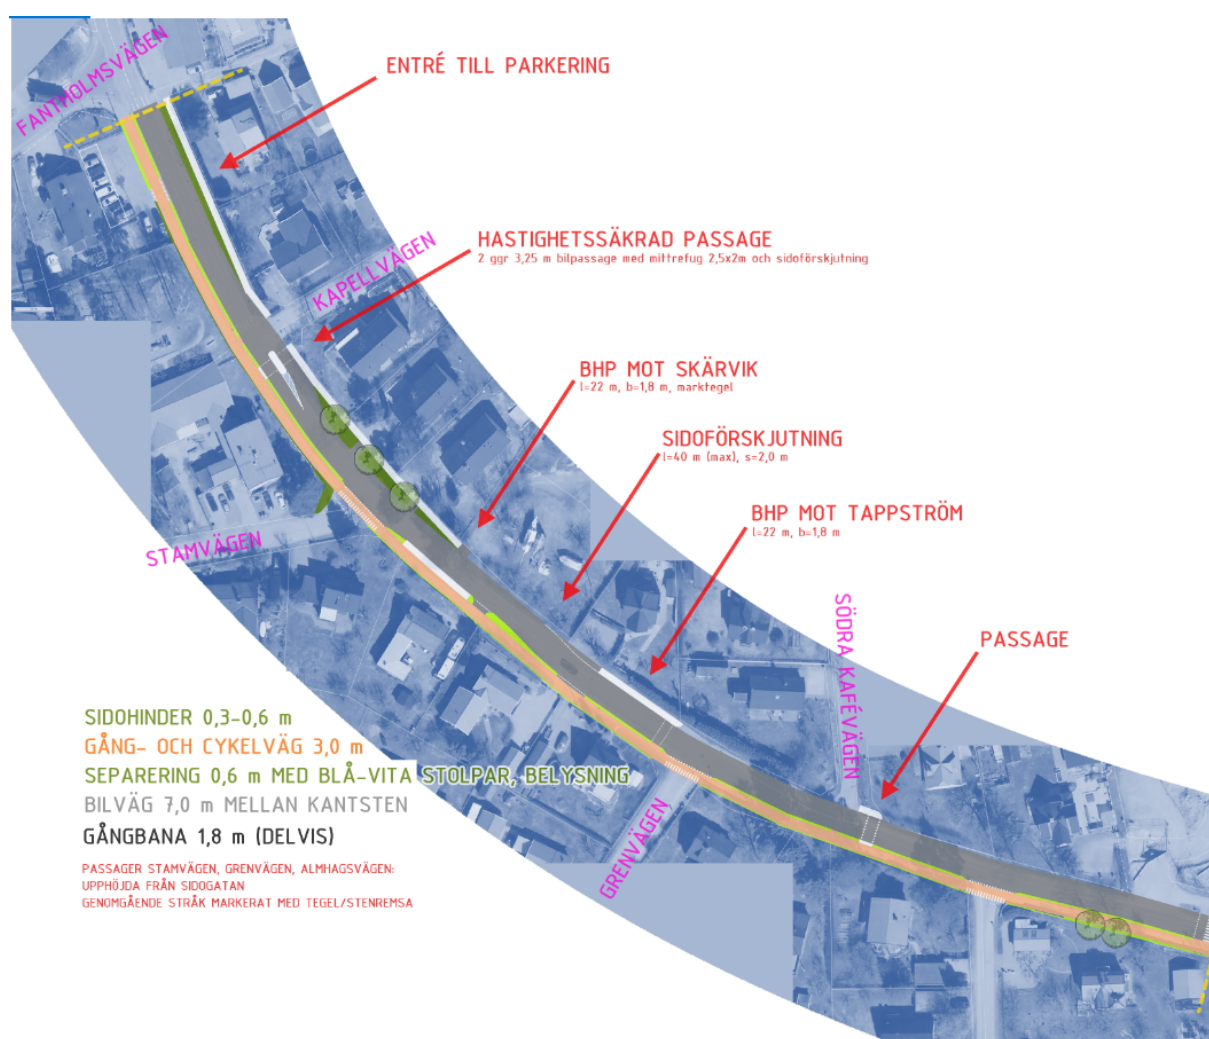 FANTHOLMSVÄGEN
ENTRÉ TILL PARKERING
KAPELLVÄGEN
HASTIGHETSSÄKRAD PASSAGE
2 ggr 3,25 m bilpassage med mittrefug 2,5x2m och sidoförskjutning
BHP MOT SKÄRVIK
l=22 m, b=1,8 m, marktegel
SIDOFÖRSKJUTNING
l=40 m (max), s=2,0 m
BHP MOT TAPPSTRÖM
l=22 m, b=1,8 m
STAMVÄGEN
SÖDRA KAFÉVÄGEN
PASSAGE
GRENVÄGEN
SIDOHINDER 0,3-0,6 m
GÅNG- OCH CYKELVÄG 3,0 m
SEPARERING 0,6 m MED BLÅ-VITA STOLPAR, BELYSNING
BILVÄG 7,0 m MELLAN KANTSTEN
GÅNGBANA 1,8 m (DELVIS)
PASSAGER STAMVÄGEN, GRENVÄGEN, ALMHAGSVÄGEN:
UPPHÖJDA FRÅN SIDOGATAN
GENOMGÅENDE STRÅK MARKERAT MED TEGEL/STENREMSA